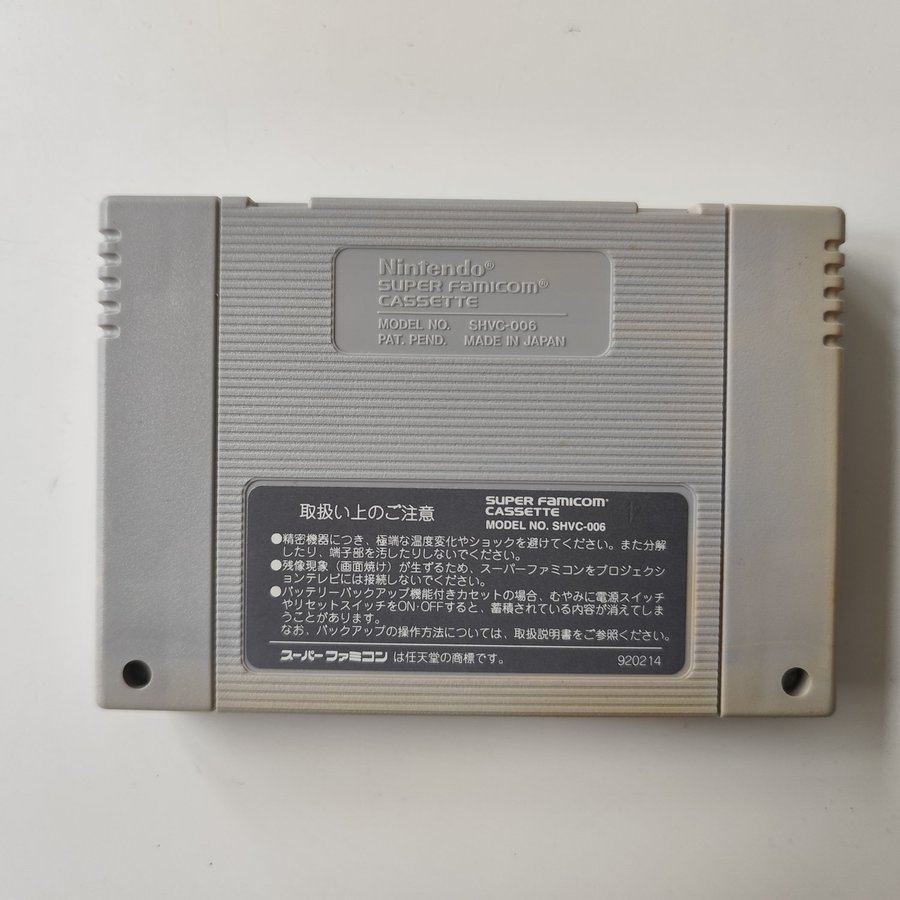 Nintendo®
SUPER FAMICOM®
CASSETTE
MODEL NO. SHVC-006
PAT. PEND. MADE IN JAPAN
取扱い上のご注意
SUPER FAMICOM®
CASSETTE
MODEL NO. SHVC-006
●精密機器につき、極端な温度変化やショックを避けてください。また分解
したり、端子部を汚したりしないでください。
●残像現象（画面焼け）が生ずるため、スーパーファミコンをプロジェクシ
ョンテレビには接続しないでください。
●バッテリーバックアップ機能付きカセットの場合、むやみに電源スイッチ
やリセットスイッチをON･OFFすると、蓄積されている内容が消えてしま
うことがあります。
なお、バックアップの操作方法については、取扱説明書をご参照ください。
スーパーファミコン は任天堂の商標です。
920214